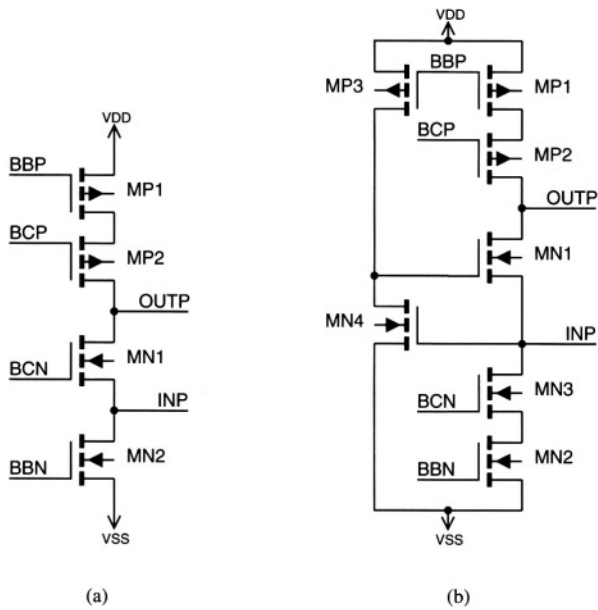 VDD
BBP
MP1
BCP
MP2
OUTP
MN1
BCN
INP
BBN
MN2
VSS
(a)
VDD
MP3
BBP
MP1
BCP
MP2
OUTP
MN1
MN4
INP
BCN
MN3
BBN
MN2
VSS
(b)